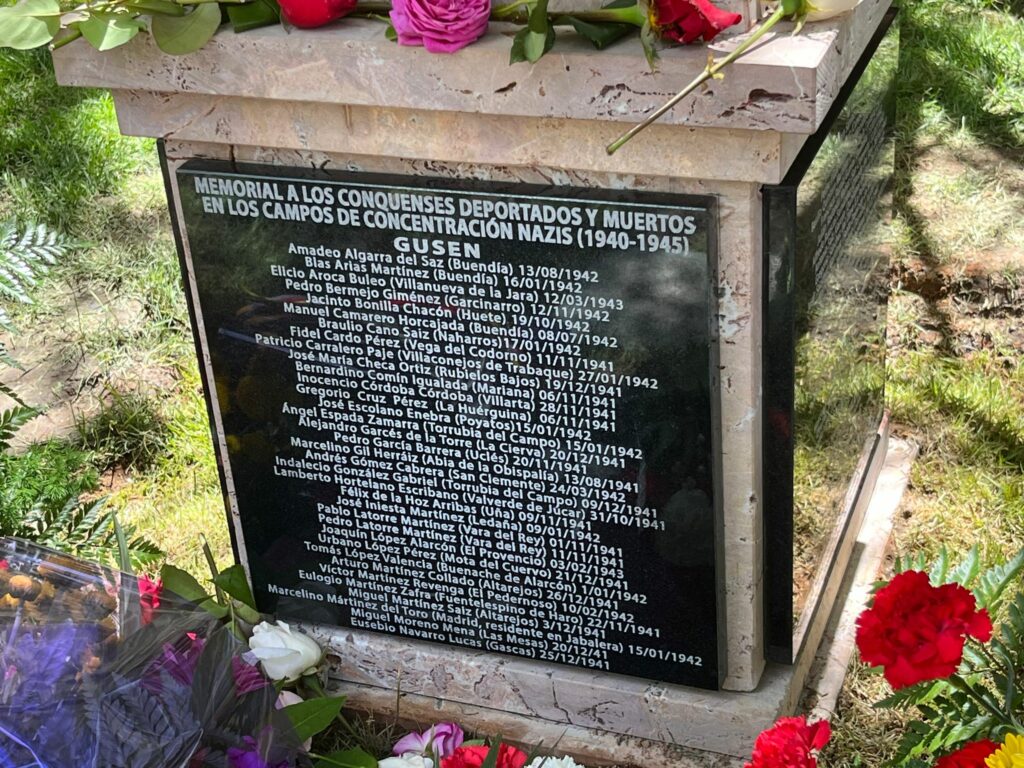 MEMORIAL A LOS CONQUENSES DEPORTADOS Y MUERTOS
EN LOS CAMPOS DE CONCENTRACIÓN NAZIS (1940-1945)
GUSEN
Amadeo Algarra del Saz (Buendía) 13/08/1942
Blas Arias Martínez (Buendía) 16/01/1942
Elicio Aroca Buleo (Villanueva de la Jara) 12/03/1943
Pedro Bermejo Giménez (Garcinarro) 12/11/1942
Jacinto Bonilla Chacón (Huete) 19/10/1942
Manuel Camarero Horcajada (Buendía) 08/07/1942
Braulio Cano Saiz (Naharros)17/01/1942
Fidel Cardo Pérez (Vega del Codorno) 11/11/1941
Patricio Carralero Paje (Villaconejos de Trabaque) 27/01/1942
José María Checa Ortiz (Rubielos Bajos) 19/12/1941
Bernardino Comín Igualada (Mariana) 06/11/1941
Inocencio Córdoba Córdoba (Villarta) 28/11/1941
Gregorio Cruz Pérez (La Huérguina) 06/11/1941
José Escolano Enebra (Poyatos)15/01/1942
Ángel Espada Zamarra (Torrubia del Campo) 15/01/1942
Alejandro Garcés de la Torre (La Cierva) 20/12/1941
Pedro García Barrera (Uclés) 20/11/1941
Marcelino Gil Herráiz (Abia de la Obispalía) 13/08/1941
Andrés Gómez Cabrera (San Clemente) 24/03/1942
Indalecio González Gabriel (Torrubia del Campo) 09/12/1941
Lamberto Hortelano Escribano (Valverde de Júcar) 31/10/1941
Félix de la Hoz Arribas (Uña) 09/11/1941
José Iniesta Martínez (Ledaña) 09/01/1942
Pablo Latorre Martínez (Vara del Rey) 01/11/1941
Pedro Latorre Martínez (Vara del Rey) 11/11/1941
Joaquín López Alarcón (El Provencio) 03/02/1943
Urbano López Pérez (Mota del Cuervo) 21/12/1941
Tomás López Valencia (Buenache de Alarcón) 1/01/1942
Arturo Martínez Collado (Altarejos) 26/12/1941
Víctor Martínez Revenga (El Pedernoso) 10/02/1942
Eulogio Martínez Zafra (Fuentelespino de Haro) 22/11/1941
Miguel Martínez Saiz (Altarejos) 3/12/1941
Marcelino Mártinez del Toro (Madrid, residente en Jabalera) 15/01/1942
Miguel Moreno Mena (Las Mesas) 20/12/41
Eusebio Navarro Lucas (Gascas) 25/12/1941